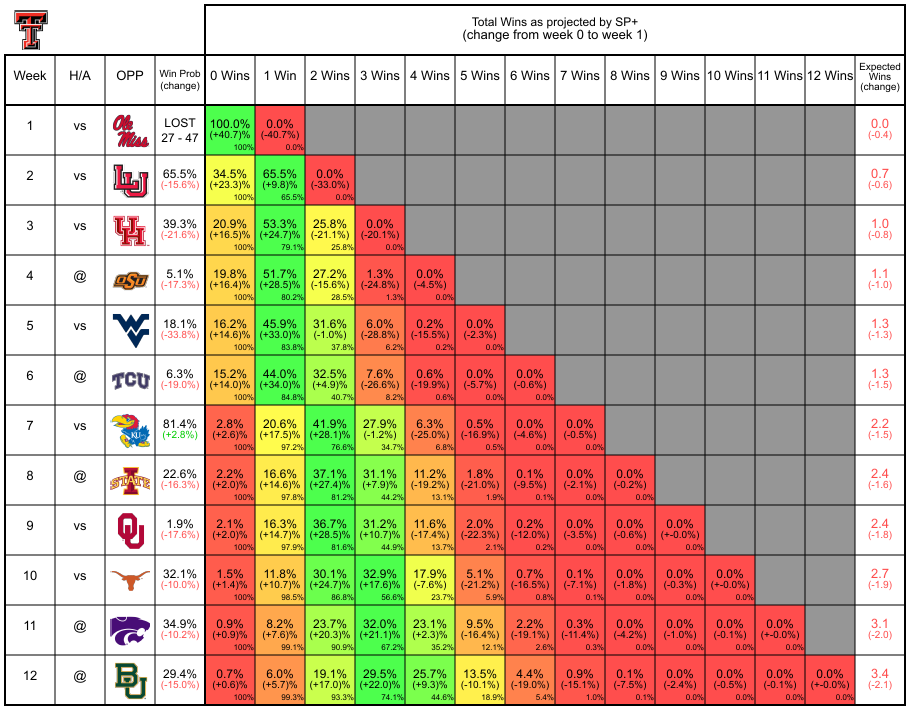 T
Total Wins as projected by SP+
(change from week 0 to week 1)
Week H/A OPP Win Prob (change) 0 Wins 1 Win 2 Wins 3 Wins 4 Wins 5 Wins 6 Wins 7 Wins 8 Wins 9 Wins 10 Wins 11 Wins 12 Wins Expected Wins (change)
1 vs Ole Miss LOST 100.0% 0.0% 0.0
27 - 47 (+40.7)% (-40.7)% (-0.4)
100% 0.0%
2 vs LU 65.5% 34.5% 65.5% 0.0% 0.7
(-15.6%) (+23.3)% (+9.8)% (-33.0)% (-0.6)
100% 65.5% 0.0%
3 vs UH 39.3% 20.9% 53.3% 25.8% 0.0% 1.0
(-21.6%) (+16.5)% (+24.7)% (-21.1)% (-20.1)% (-0.8)
100% 79.1% 25.8% 0.0%
4 @ OSU 5.1% 19.8% 51.7% 27.2% 1.3% 0.0% 1.1
(-17.3%) (+16.4)% (+28.5)% (-15.6)% (-24.8)% (-4.5)% (-1.0)
100% 80.2% 28.5% 1.3% 0.0%
5 vs WV 18.1% 16.2% 45.9% 31.6% 6.0% 0.2% 0.0% 1.3
(-33.8%) (+14.6)% (+33.0)% (-1.0)% (-28.8)% (-15.5)% (-2.3)% (-1.3)
100% 83.8% 37.8% 6.2% 0.2% 0.0%
6 @ TCU 6.3% 15.2% 44.0% 32.5% 7.6% 0.6% 0.0% 0.0% 1.3
(-19.0%) (+14.0)% (+34.0)% (+4.9)% (-26.6)% (-19.9)% (-5.7)% (-0.6)% (-1.5)
100% 84.8% 40.7% 8.2% 0.6% 0.0% 0.0%
7 vs KU 81.4% 2.8% 20.6% 41.9% 27.9% 6.3% 0.5% 0.0% 0.0% 2.2
(+2.8%) (+2.6)% (+17.5)% (+28.1)% (-1.2)% (-25.0)% (-16.9)% (-4.6)% (-0.5)% (-1.5)
100% 97.2% 76.6% 34.7% 6.8% 0.5% 0.0% 0.0%
8 @ STATE 22.6% 2.2% 16.6% 37.1% 31.1% 11.2% 1.8% 0.1% 0.0% 0.0% 2.4
(-16.3%) (+2.0)% (+14.6)% (+27.4)% (+7.9)% (-19.2)% (-21.0)% (-9.5)% (-2.1)% (-0.2)% (-1.6)
100% 97.8% 81.2% 44.2% 13.1% 1.9% 0.1% 0.0% 0.0%
9 vs OU 1.9% 2.1% 16.3% 36.7% 31.2% 11.6% 2.0% 0.2% 0.0% 0.0% 0.0% 2.4
(-17.6%) (+2.0)% (+14.7)% (+28.5)% (+10.7)% (-17.4)% (-22.3)% (-12.0)% (-3.5)% (-0.6)% (+-0.0)% (-1.8)
100% 97.9% 81.6% 44.9% 13.7% 2.1% 0.2% 0.0% 0.0% 0.0%
10 vs 32.1% 1.5% 11.8% 30.1% 32.9% 17.9% 5.1% 0.7% 0.1% 0.0% 0.0% 0.0% 2.7
(-10.0%) (+1.4)% (+10.7)% (+24.7)% (+17.6)% (-7.6)% (-21.2)% (-16.5)% (-7.1)% (-1.8)% (-0.3)% (+-0.0)% (-1.9)
100% 98.5% 86.8% 56.6% 23.7% 5.9% 0.8% 0.1% 0.0% 0.0% 0.0%
11 @ 34.9% 0.9% 8.2% 23.7% 32.0% 23.1% 9.5% 2.2% 0.3% 0.0% 0.0% 0.0% 0.0% 3.1
(-10.2%) (+0.9)% (+7.6)% (+20.3)% (+21.1)% (+2.3)% (-16.4)% (-19.1)% (-11.4)% (-4.2)% (-1.0)% (-0.1)% (+-0.0)% (-2.0)
100% 99.1% 90.9% 67.2% 35.2% 12.1% 2.6% 0.3% 0.0% 0.0% 0.0% 0.0%
12 @ BU 29.4% 0.7% 6.0% 19.1% 29.5% 25.7% 13.5% 4.4% 0.9% 0.1% 0.0% 0.0% 0.0% 0.0% 3.4
(-15.0%) (+0.6)% (+5.7)% (+17.0)% (+22.0)% (+9.3)% (-10.1)% (-19.0)% (-15.1)% (-7.5)% (-2.4)% (-0.5)% (-0.1)% (+-0.0)% (-2.1)
100% 99.3% 93.3% 74.1% 44.6% 18.9% 5.4% 1.0% 0.1% 0.0% 0.0% 0.0% 0.0%